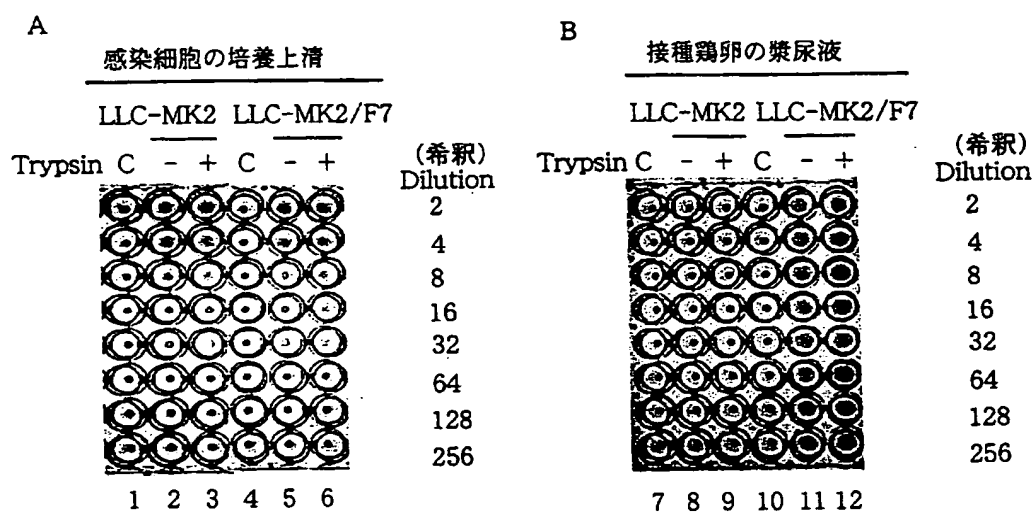 A
感染細胞の培養上清
LLC-MK2 LLC-MK2/F7
Trypsin C - + C - +
(希釈)
Dilution
2
4
8
16
32
64
128
256
1 2 3 4 5 6
B
接種鶏卵の漿尿液
LLC-MK2 LLC-MK2/F7
Trypsin C - + C - +
(希釈)
Dilution
2
4
8
16
32
64
128
256
7 8 9 10 11 12